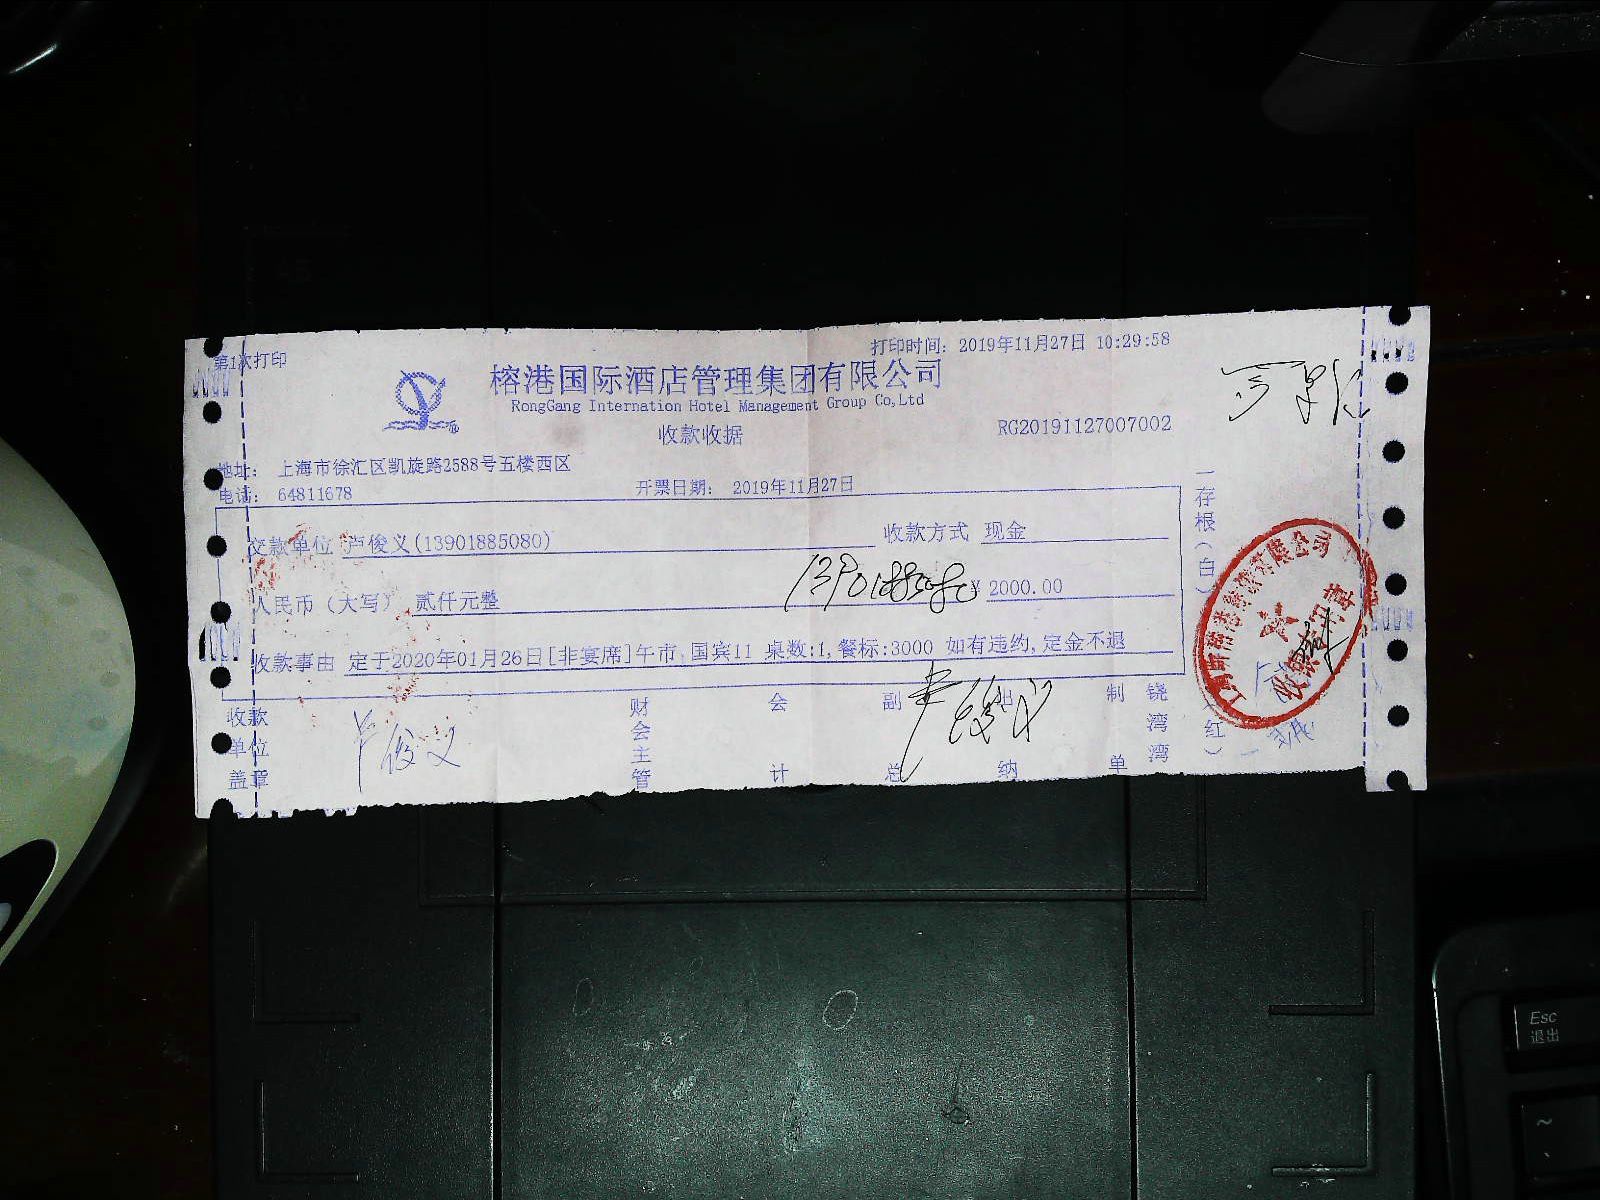 第1次打印
打印时间: 2019年11月27日 10:29:58
榕港国际酒店管理集团有限公司
RongGang Internation Hotel Management Group Co,Ltd
收款收据
RG20191127007002
地址: 上海市徐汇区凯旋路2588号五楼西区
电话: 64811678
开票日期: 2019年11月27日
交款单位 卢俊义(13901885080)
收款方式 现金
人民币（大写） 贰仟元整
13901885080
¥ 2000.00
收款事由 定于2020年01月26日[非宴席]午市,国宾11 桌数:1,餐标:3000 如有违约,定金不退
收款单位盖章
财会主管
会计
副总
出纳
制单
饶湾湾
一存根(白)
(红)
收银专用章
Esc
退出
~